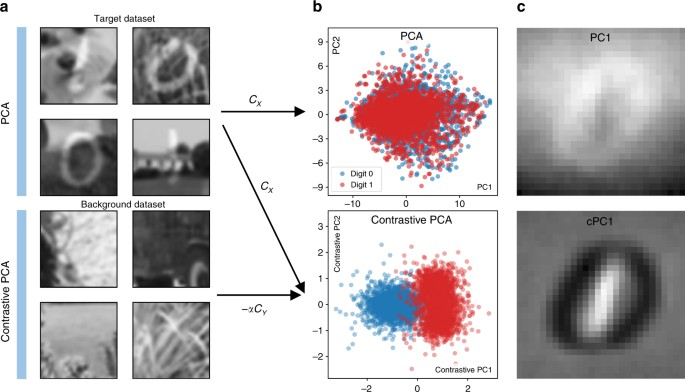 a
Target dataset
PCA
Background dataset
Contrastive PCA
C_X
C_X
−αC_Y
b
PCA
PC2
9
6
3
0
−3
−6
−9
Digit 0
Digit 1
PC1
−10
0
10
Contrastive PCA
Contrastive PC2
3
2
1
0
−1
−2
Contrastive PC1
−2
0
2
c
PC1
cPC1